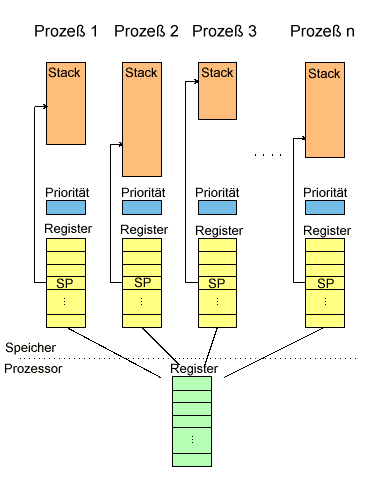 Prozeß 1 Prozeß 2 Prozeß 3 Prozeß n
Stack Stack Stack Stack
. . . .
Priorität Priorität Priorität Priorität
Register Register Register Register
SP SP SP SP
Speicher
Prozessor Register